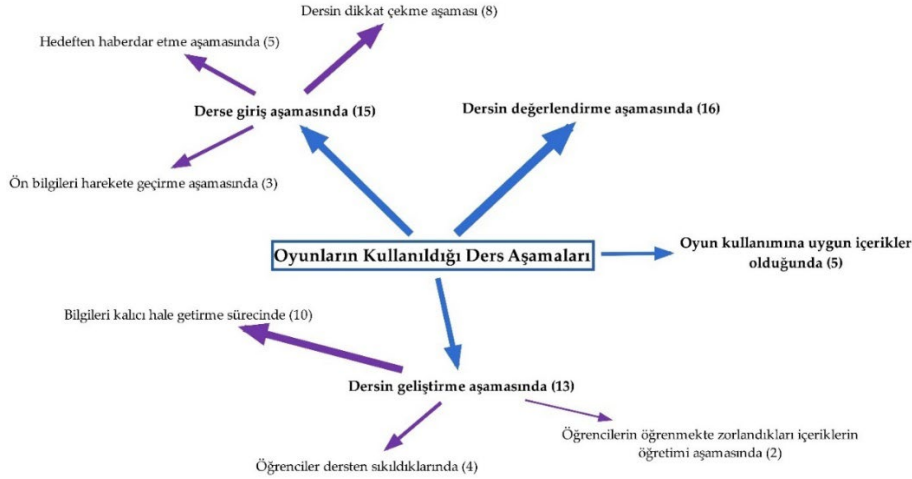 Dersin dikkat çekme aşaması (8)
Hedeften haberdar etme aşamasında (5)
Derse giriş aşamasında (15)
Dersin değerlendirme aşamasında (16)
Ön bilgileri harekete geçirme aşamasında (3)
Oyunların Kullanıldığı Ders Aşamaları
Oyun kullanımına uygun içerikler
olduğunda (5)
Bilgileri kalıcı hale getirme sürecinde (10)
Dersin geliştirme aşamasında (13)
Öğrencilerin öğrenmekte zorlandıkları içeriklerin
öğretimi aşamasında (2)
Öğrenciler dersten sıkıldıklarında (4)